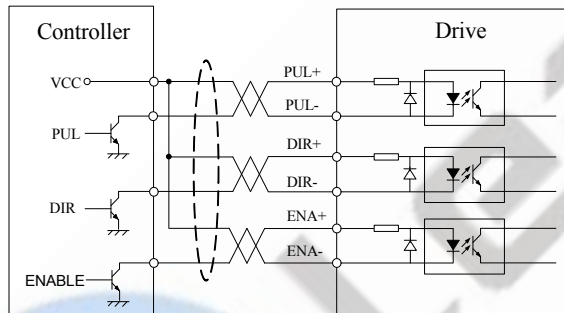 Controller
Drive
VCC
PUL
DIR
ENABLE
PUL+
PUL-
DIR+
DIR-
ENA+
ENA-